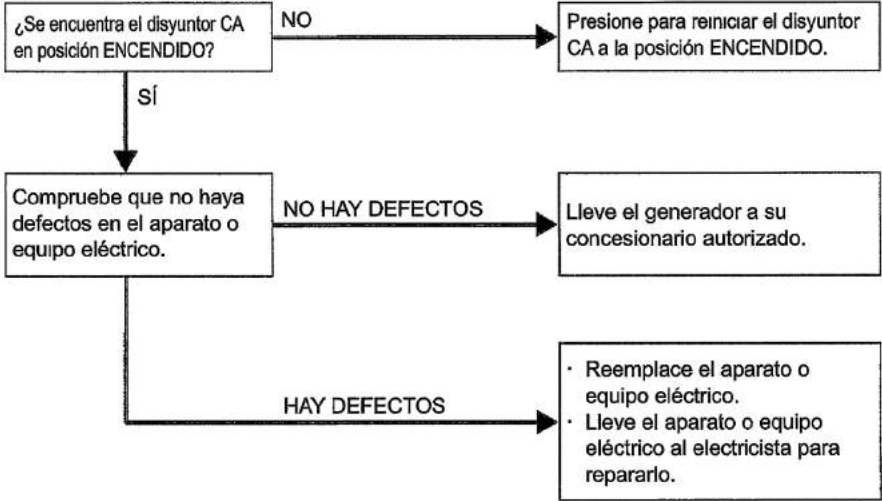 ¿Se encuentra el disyuntor CA
en posición ENCENDIDO?
NO
Presione para reiniciar el disyuntor
CA a la posición ENCENDIDO.
SÍ
Compruebe que no haya
defectos en el aparato o
equipo eléctrico.
NO HAY DEFECTOS
Lleve el generador a su
concesionario autorizado.
HAY DEFECTOS
· Reemplace el aparato o
equipo eléctrico.
· Lleve el aparato o equipo
eléctrico al electricista para
repararlo.